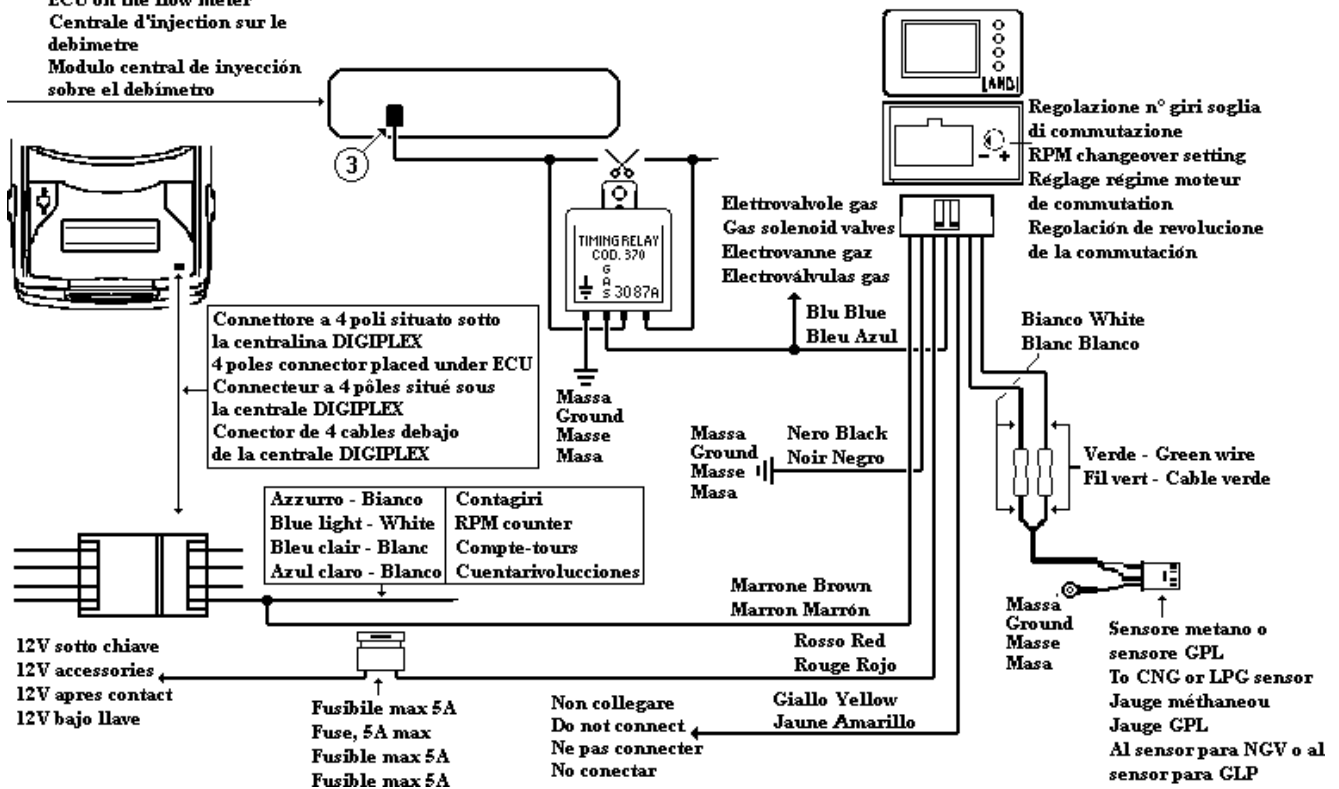 ECU on the flow meter
Centrale d'injection sur le
debimetre
Modulo central de inyección
sobre el debímetro
3
TIMING RELAY
COD. 370
G
A
S 30 87A
LANDI
- +
Regolazione n° giri soglia
di commutazione
RPM changeover setting
Réglage régime moteur
de commutation
Regolación de revolucione
de la commutación
Elettrovalvole gas
Gas solenoid valves
Electrovanne gaz
Electroválvulas gas
Blu Blue
Bleu Azul
Bianco White
Blanc Blanco
Connettore a 4 poli situato sotto
la centralina DIGIPLEX
4 poles connector placed under ECU
Connecteur a 4 pôles situé sous
la centrale DIGIPLEX
Conector de 4 cables debajo
de la centrale DIGIPLEX
Massa
Ground
Masse
Masa
Massa
Ground
Masse
Masa
Nero Black
Noir Negro
Verde - Green wire
Fil vert - Cable verde
Azzurro - Bianco Contagiri
Blue light - White RPM counter
Bleu clair - Blanc Compte-tours
Azul claro - Blanco Cuentarivolucciones
Marrone Brown
Marron Marrón
Massa
Ground
Masse
Masa
Sensore metano o
sensore GPL
To CNG or LPG sensor
Jauge méthaneou
Jauge GPL
Al sensor para NGV o al
sensor para GLP
12V sotto chiave
12V accessories
12V apres contact
12V bajo llave
Rosso Red
Rouge Rojo
Fusibile max 5A
Fuse, 5A max
Fusible max 5A
Fusible max 5A
Non collegare
Do not connect
Ne pas connecter
No conectar
Giallo Yellow
Jaune Amarillo